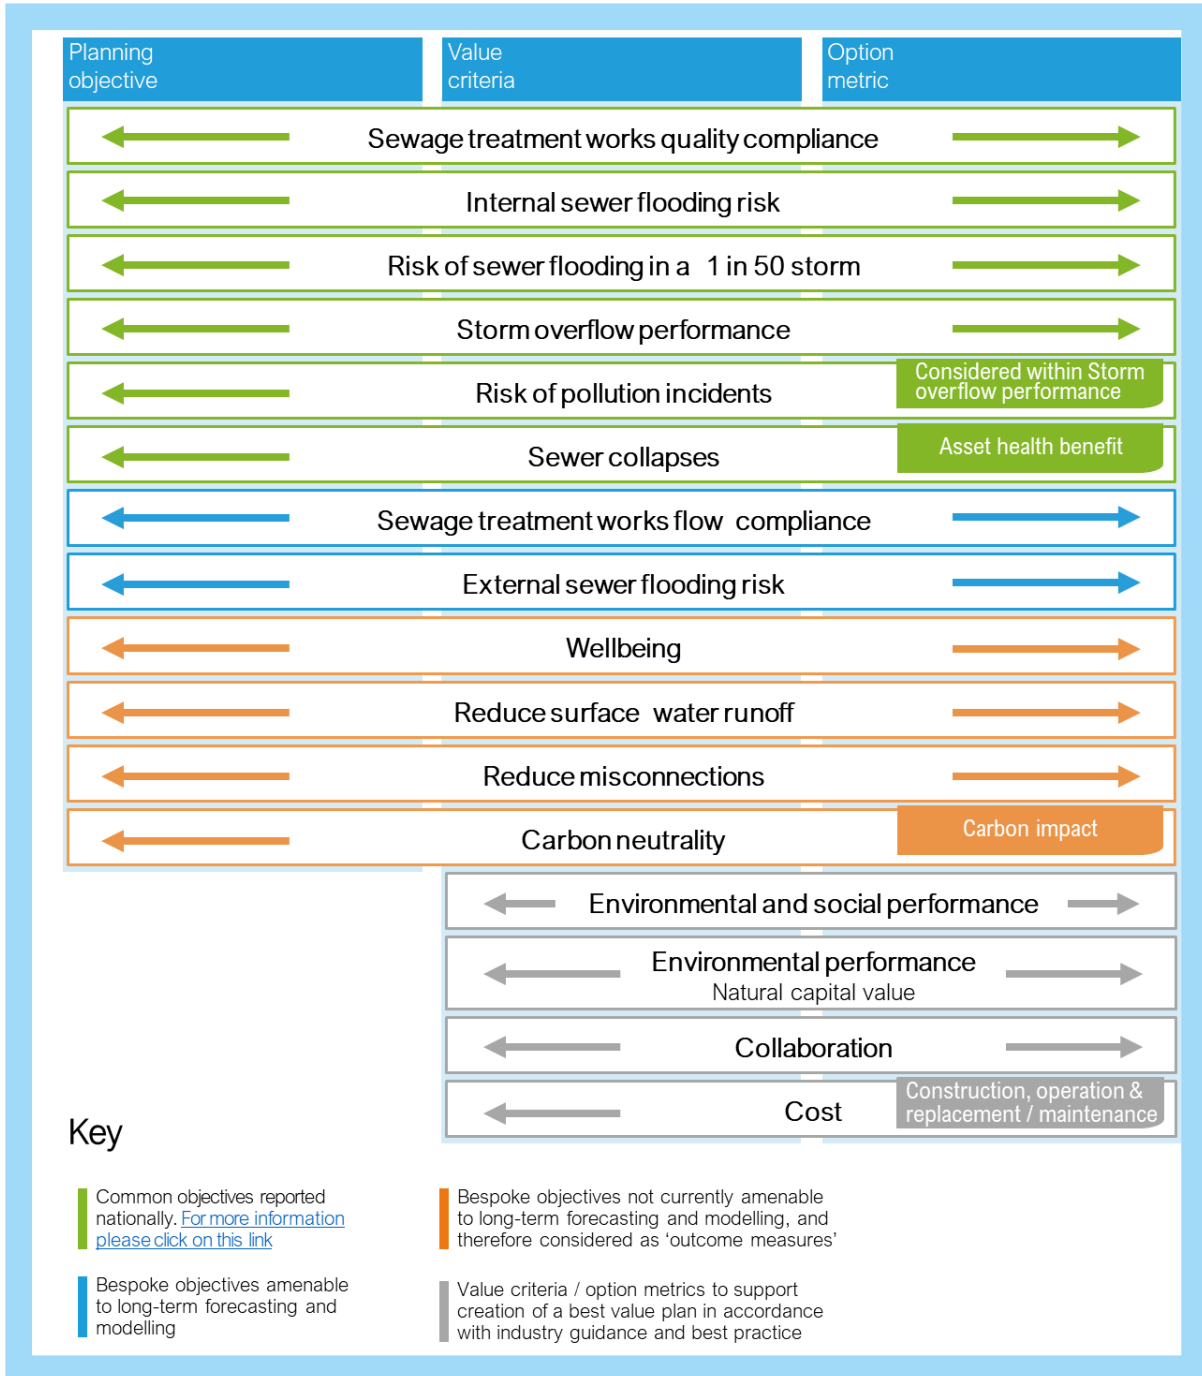 Planning
objective
Value
criteria
Option
metric
Sewage treatment works quality compliance
Internal sewer flooding risk
Risk of sewer flooding in a 1 in 50 storm
Storm overflow performance
Risk of pollution incidents
Considered within Storm
overflow performance
Sewer collapses
Asset health benefit
Sewage treatment works flow compliance
External sewer flooding risk
Wellbeing
Reduce surface water runoff
Reduce misconnections
Carbon neutrality
Carbon impact
Environmental and social performance
Environmental performance
Natural capital value
Collaboration
Cost
Construction, operation &
replacement / maintenance
Key
Common objectives reported
nationally. For more information
please click on this link
Bespoke objectives amenable
to long-term forecasting and
modelling
Bespoke objectives not currently amenable
to long-term forecasting and modelling, and
therefore considered as ‘outcome measures’
Value criteria / option metrics to support
creation of a best value plan in accordance
with industry guidance and best practice